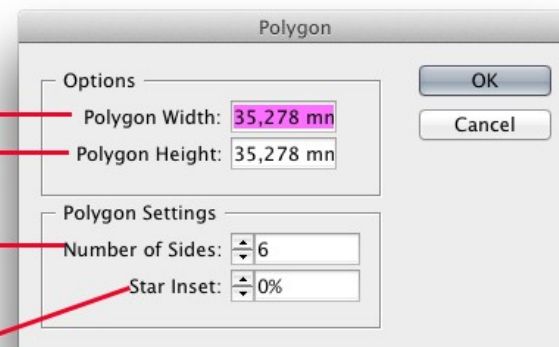 Polygon
Options
Polygon Width: 35,278 mn
Polygon Height: 35,278 mn
Polygon Settings
Number of Sides: 6
Star Inset: 0%
OK
Cancel